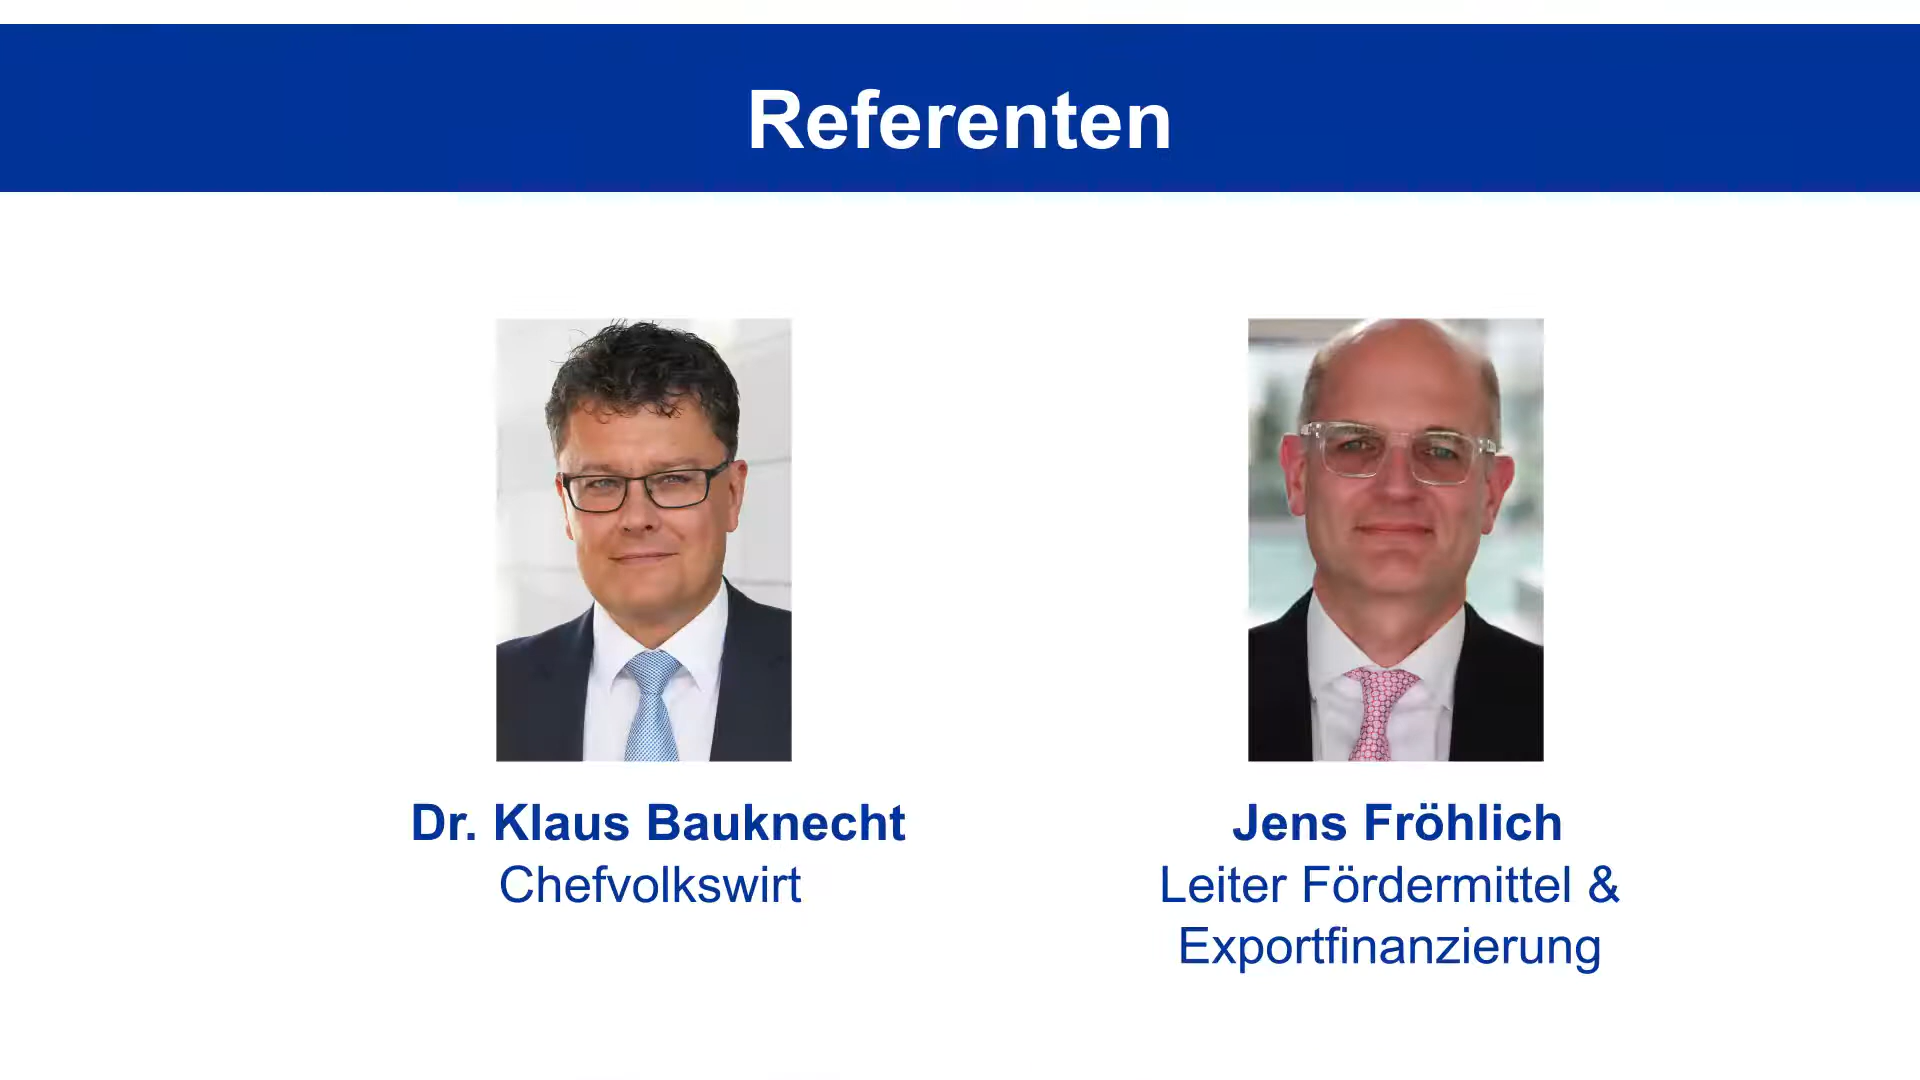 Referenten
Dr. Klaus Bauknecht
Chefvolkswirt
Jens Fröhlich
Leiter Fördermittel &
Exportfinanzierung